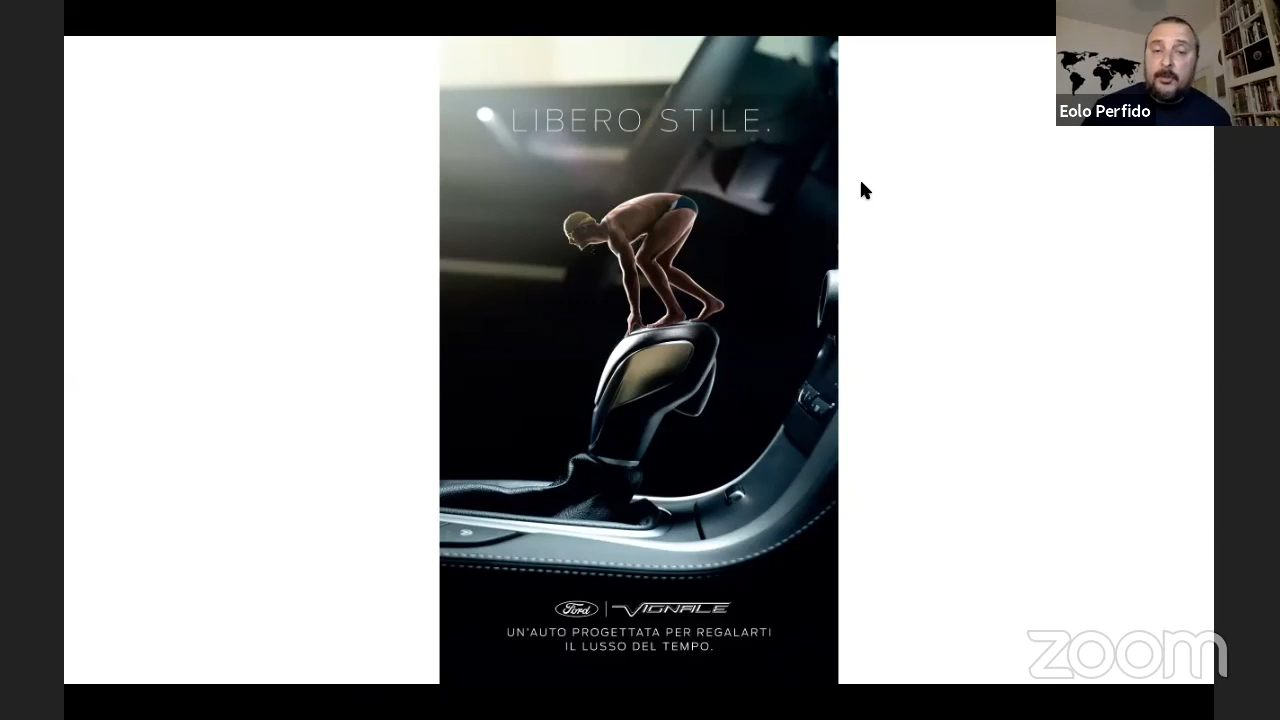 LIBERO STILE.
Ford
VIGNALE
UN'AUTO PROGETTATA PER REGALARTI
IL LUSSO DEL TEMPO.
Eolo Perfido
zoom